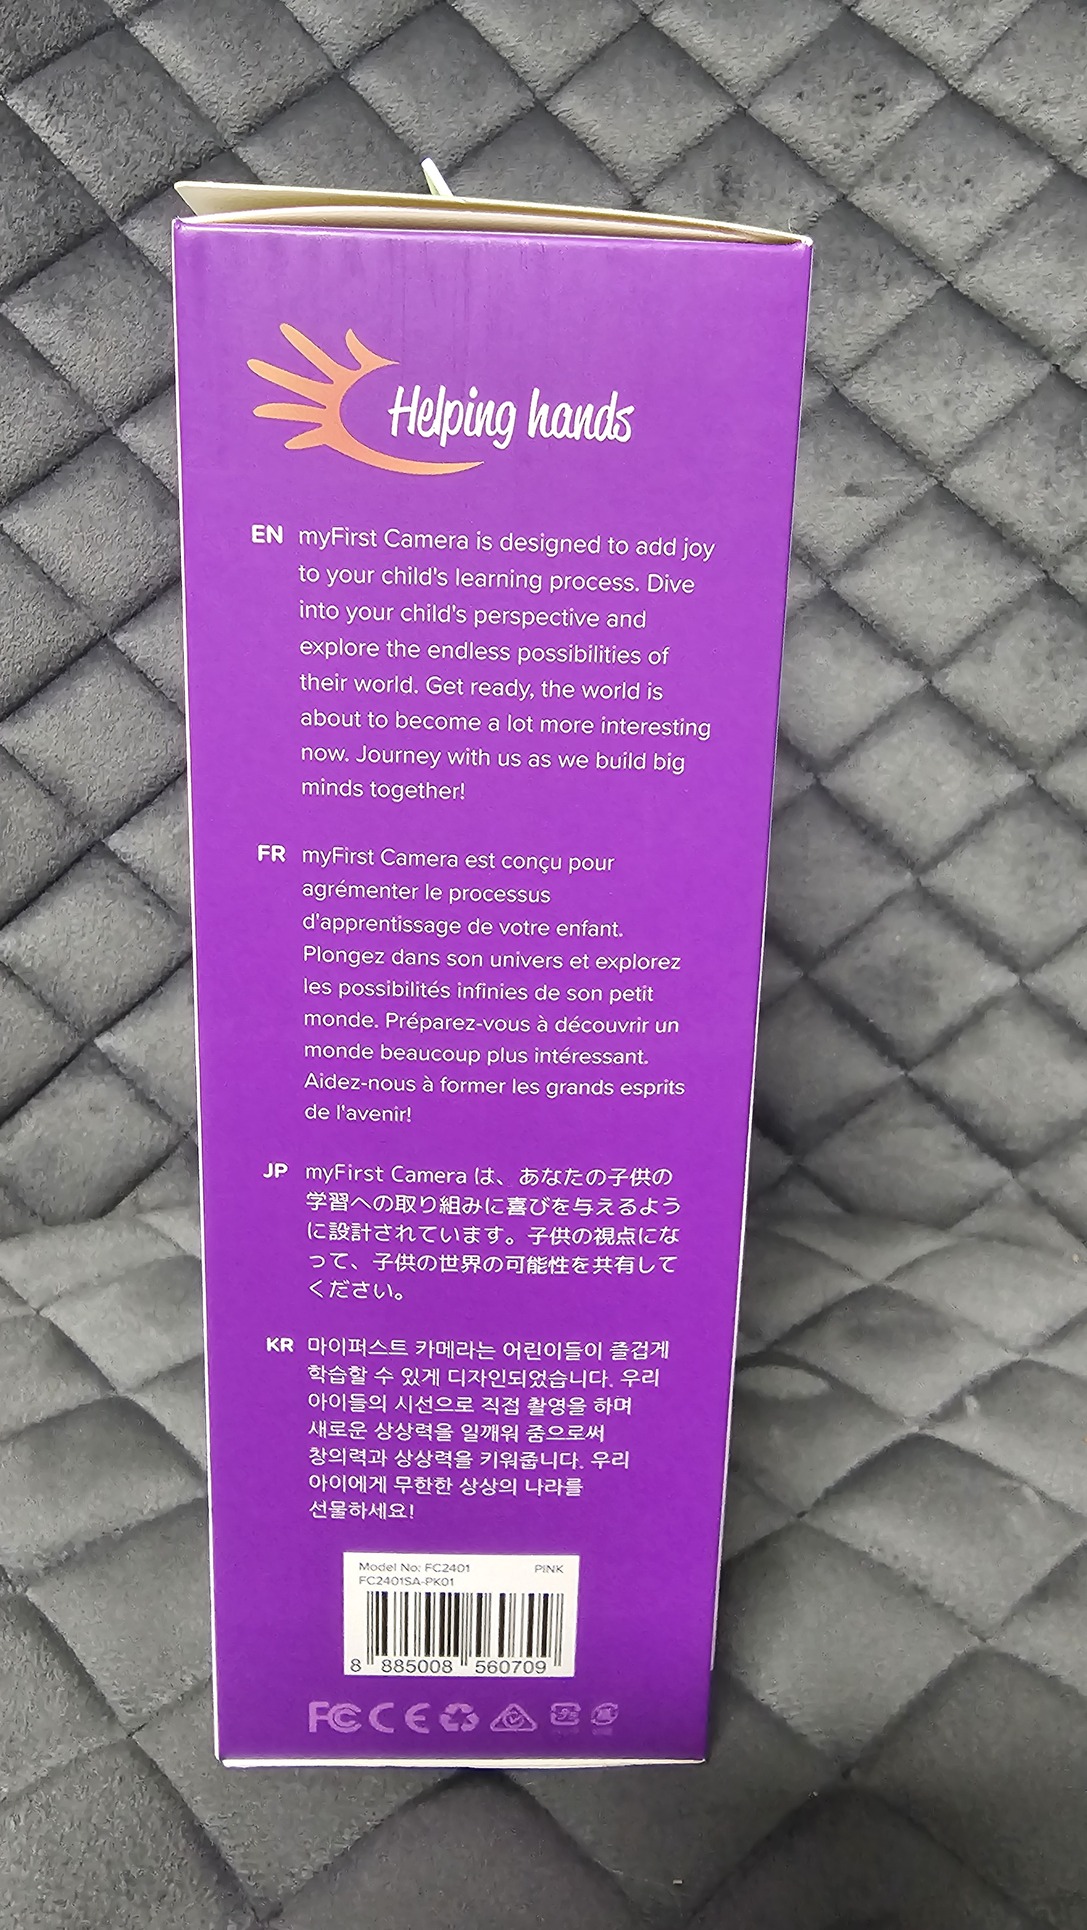 Helping hands
EN myFirst Camera is designed to add joy
to your child's learning process. Dive
into your child's perspective and
explore the endless possibilities of
their world. Get ready, the world is
about to become a lot more interesting
now. Journey with us as we build big
minds together!
FR myFirst Camera est conçu pour
agrémenter le processus
d'apprentissage de votre enfant.
Plongez dans son univers et explorez
les possibilités infinies de son petit
monde. Préparez-vous à découvrir un
monde beaucoup plus intéressant.
Aidez-nous à former les grands esprits
de l'avenir!
JP myFirst Camera は、あなたの子供の
学習への取り組みに喜びを与えるよう
に設計されています。子供の視点にな
って、子供の世界の可能性を共有して
ください。
KR 마이퍼스트 카메라는 어린이들이 즐겁게
학습할 수 있게 디자인되었습니다. 우리
아이들의 시선으로 직접 촬영을 하며
새로운 상상력을 일깨워 줌으로써
창의력과 상상력을 키워줍니다. 우리
아이에게 무한한 상상의 나라를
선물하세요!
Model No: FC2401 PINK
FC2401SA-PK01
8 885008 560709
FC CE